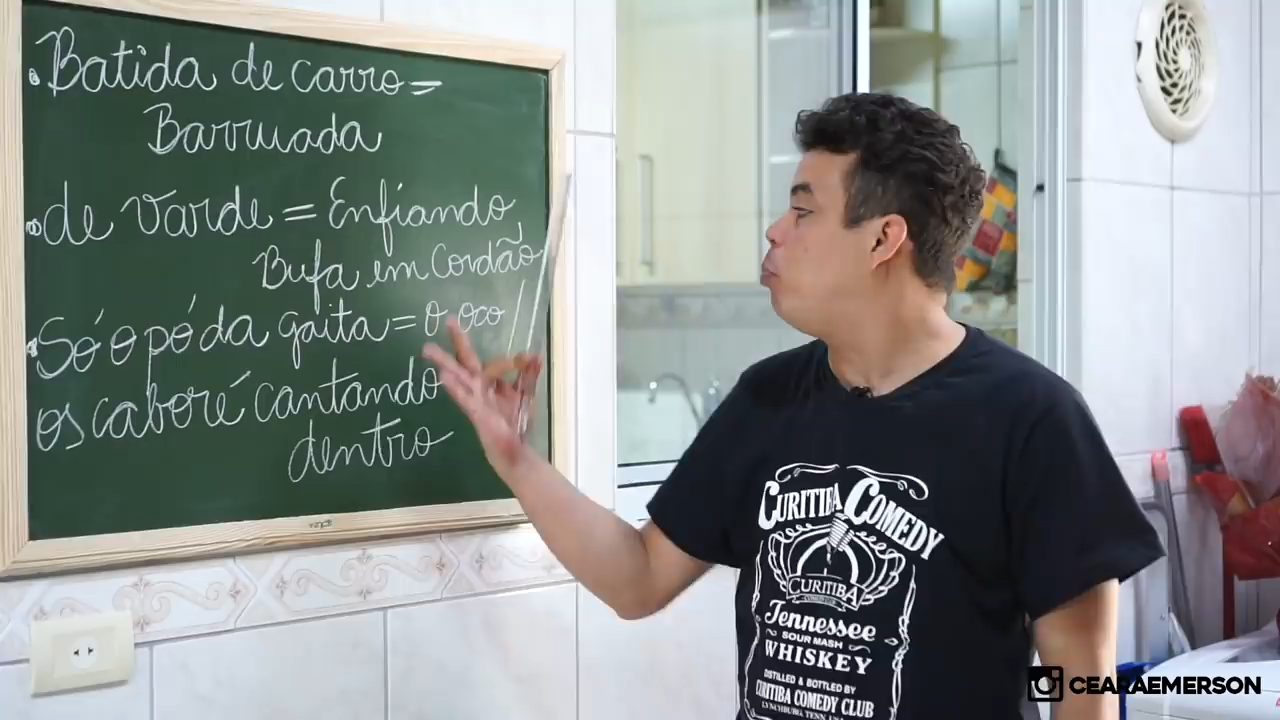 • Batida de carro =
Barruada
• de varde = Enfiando
Bufa em Cordão
• Só o pó da gaita = o oco
os caboré cantando
dentro
CURITIBA COMEDY
CURITIBA
Tennessee
SOUR MASH
WHISKEY
DISTILLED & BOTTLED BY
CURITIBA COMEDY CLUB
CEARÁEMERSON